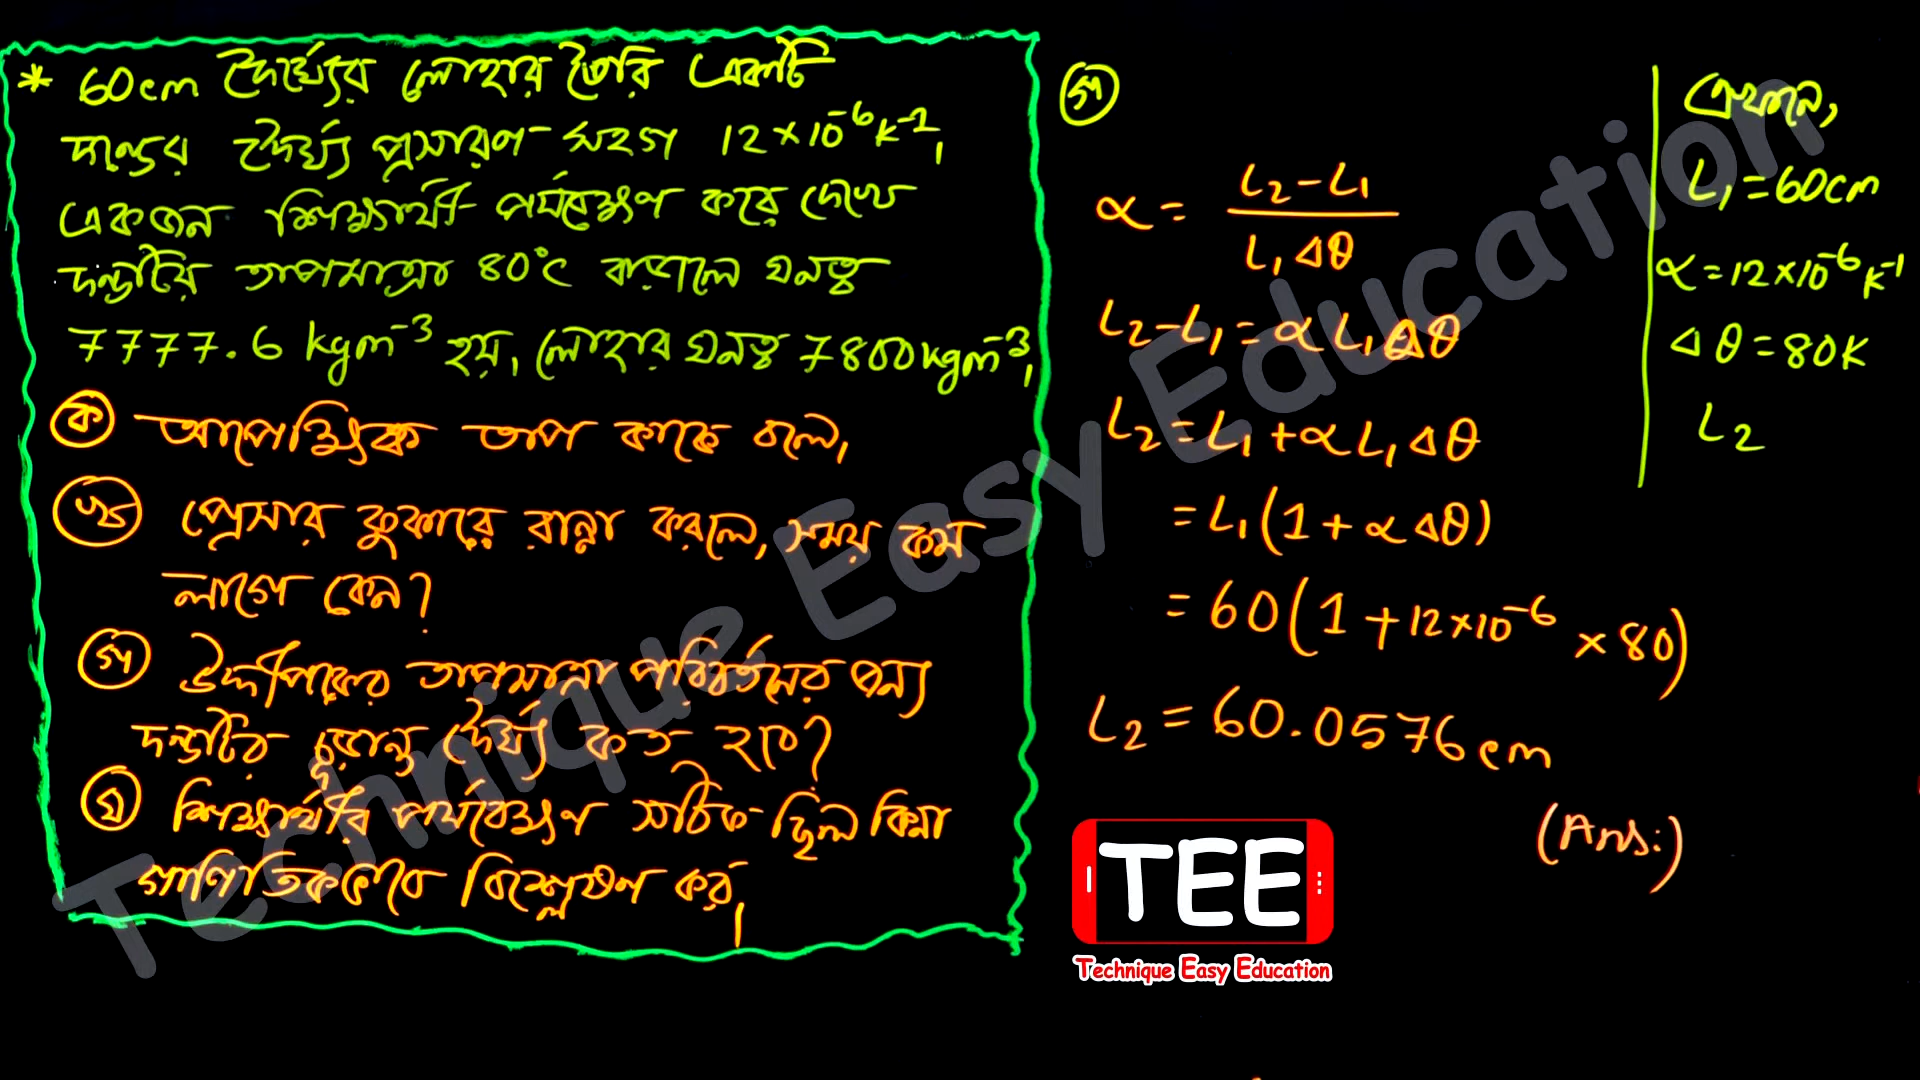 * 60cm দৈর্ঘ্যের লোহার তৈরি একটি
দন্ডের দৈর্ঘ্য প্রসারণ সহগ 12×10⁻⁶K⁻¹।
একজন শিক্ষার্থী পর্যবেক্ষণ করে দেখে
দন্ডটির তাপমাত্রা 80°C বাড়ালে ঘনত্ব
7777.6 kgm⁻³ হয়। লোহার ঘনত্ব 7800kgm⁻³।
ক আপেক্ষিক তাপ কাকে বলে।
খ প্রেসার কুকারে রান্না করলে, সময় কম
লাগে কেন?
গ উদ্দীপকের তাপমাত্রা পরিবর্তনের জন্য
দন্ডটির চূড়ান্ত দৈর্ঘ্য কত হবে?
ঘ শিক্ষার্থীর পর্যবেক্ষণ সঠিক ছিল কিনা
গাণিতিকভাবে বিশ্লেষণ কর।
গ
α = (L₂-L₁)/(L₁Δθ)
L₂-L₁ = αL₁Δθ
L₂ = L₁+αL₁Δθ
= L₁(1+αΔθ)
= 60(1+12×10⁻⁶×80)
L₂ = 60.0576cm
(Ans:)
এখানে,
L₁=60cm
α=12×10⁻⁶K⁻¹
Δθ=80K
L₂
TEE
Technique Easy Education
Technique Easy Education